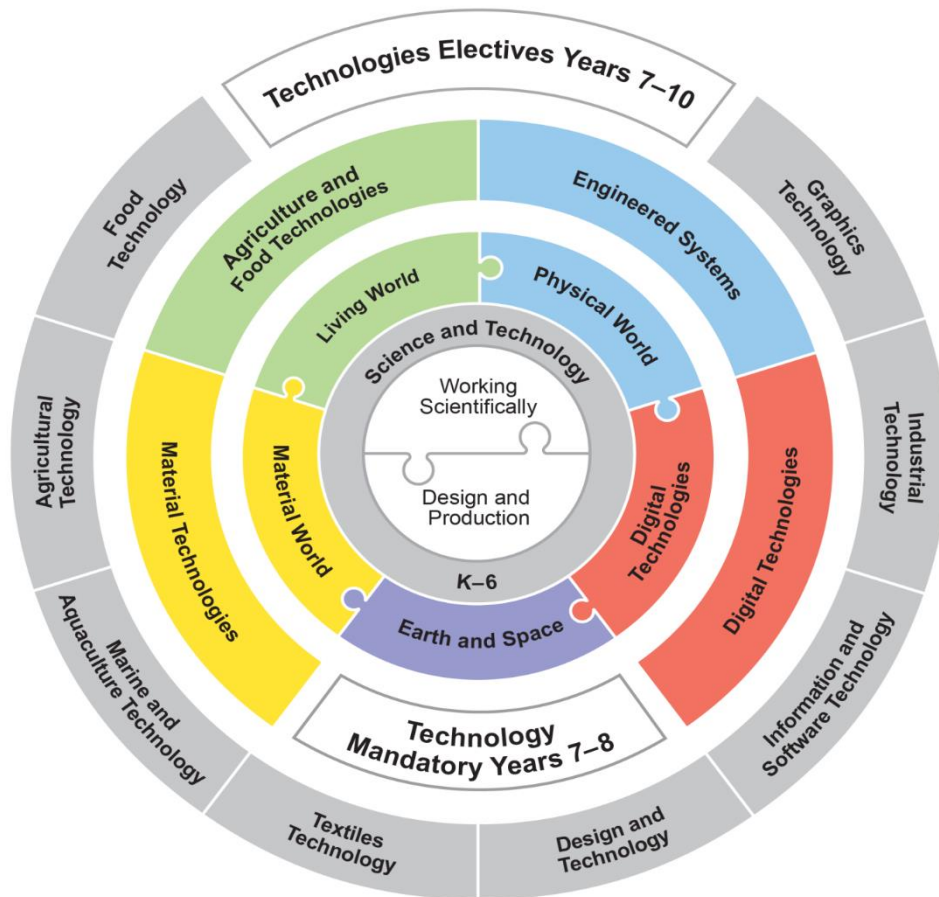 Technologies Electives Years 7–10
Food
Technology
Graphics
Technology
Agriculture and
Food Technologies
Engineered Systems
Living World
Physical World
Science and Technology
Working
Scientifically
Agricultural
Technology
Industrial
Technology
Material Technologies
Material World
Design and
Production
Digital
Technologies
Digital Technologies
K–6
Earth and Space
Marine and
Aquaculture Technology
Information and
Software Technology
Technology
Mandatory Years 7–8
Textiles
Technology
Design and
Technology